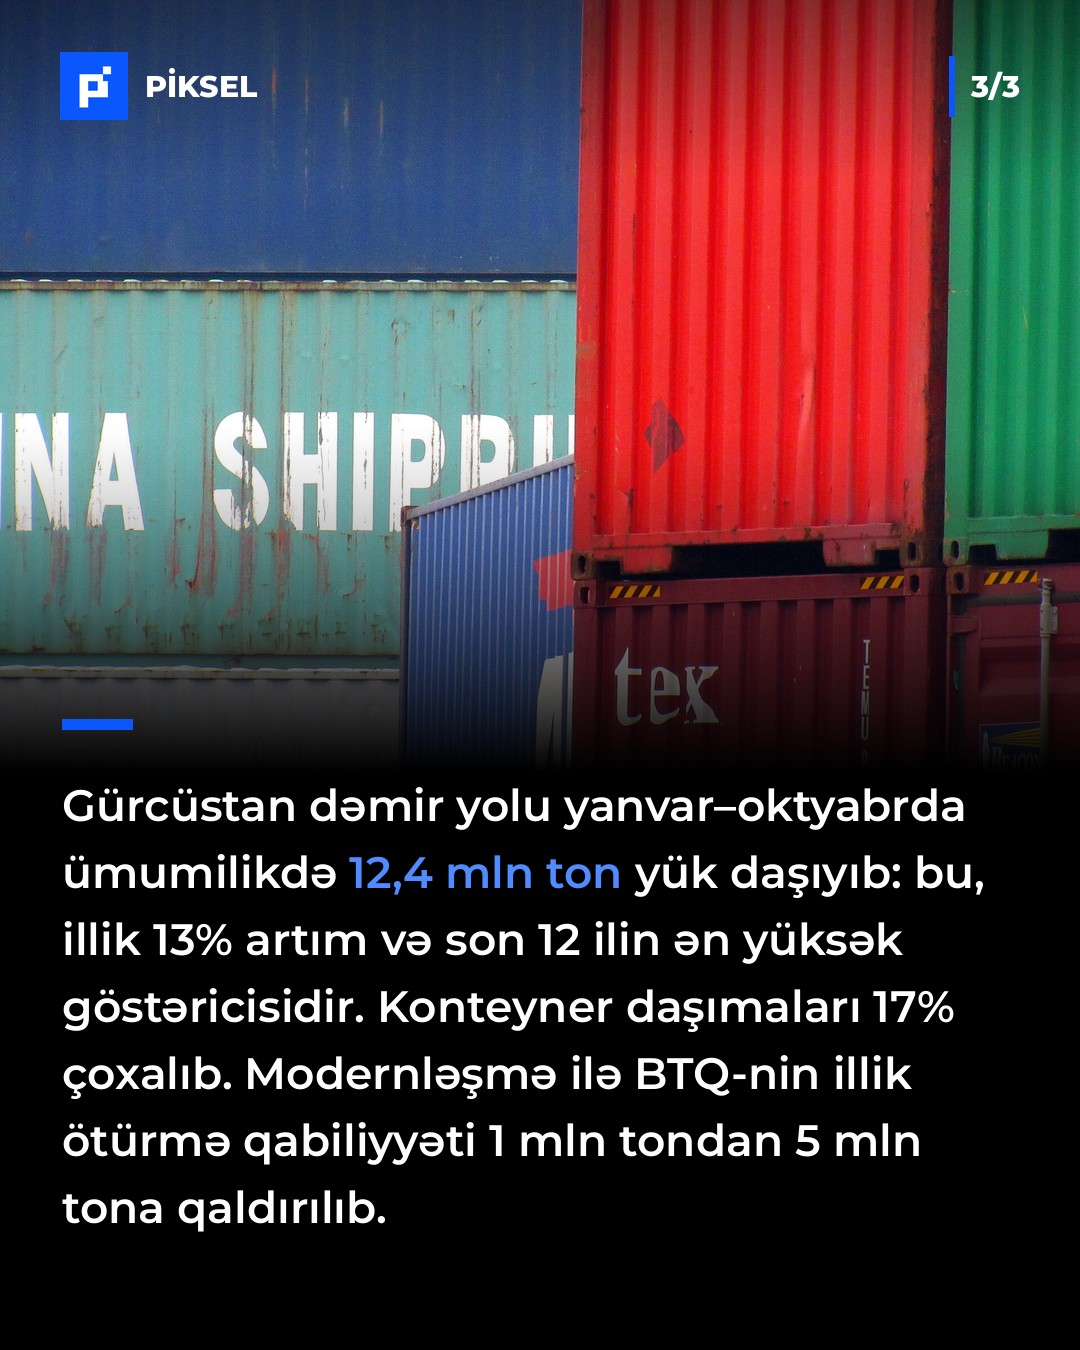 PİKSEL
3/3
NA SHIPPI
tex
TEMU
Gürcüstan dəmir yolu yanvar–oktyabrda
ümumilikdə 12,4 mln ton yük daşıyıb: bu,
illik 13% artım və son 12 ilin ən yüksək
göstəricisidir. Konteyner daşımaları 17%
çoxalıb. Modernləşmə ilə BTQ-nin illik
ötürmə qabiliyyəti 1 mln tondan 5 mln
tona qaldırılıb.